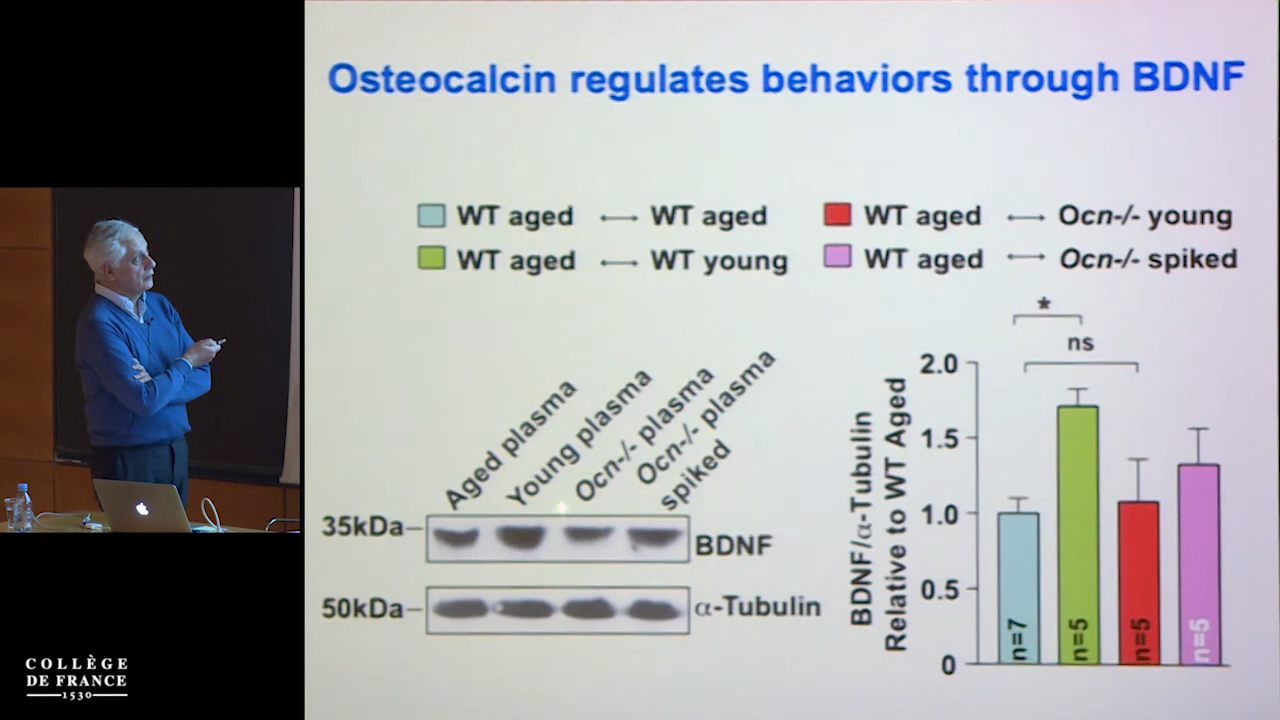 Osteocalcin regulates behaviors through BDNF
WT aged ⟷ WT aged
WT aged ⟷ WT young
WT aged ⟷ Ocn-/- young
WT aged ⟷ Ocn-/- spiked
Aged plasma
Young plasma
Ocn-/- plasma
Ocn-/- plasma
spiked
35kDa
BDNF
50kDa
α-Tubulin
*
ns
BDNF/α-Tubulin
Relative to WT Aged
2.0
1.5
1.0
0.5
0
n=7
n=5
n=5
n=5
COLLÈGE
DE FRANCE
1530